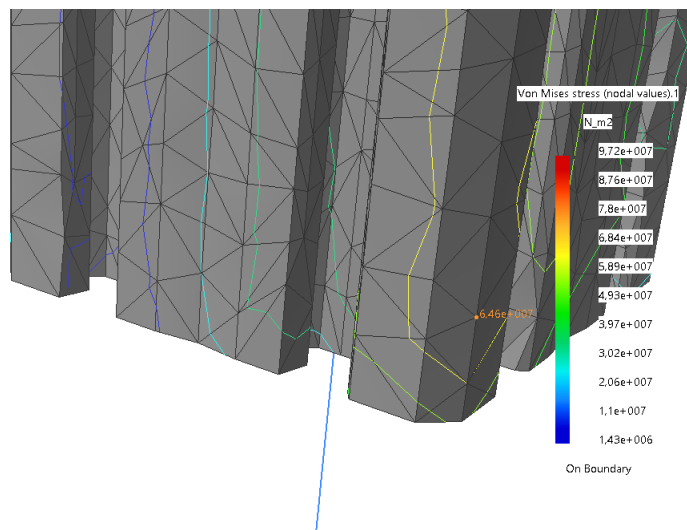 Von Mises stress (nodal values).1
N_m2
9,72e+007
8,76e+007
7,8e+007
6,84e+007
5,89e+007
4,93e+007
3,97e+007
3,02e+007
2,06e+007
1,1e+007
1,43e+006
On Boundary
6,46e+007